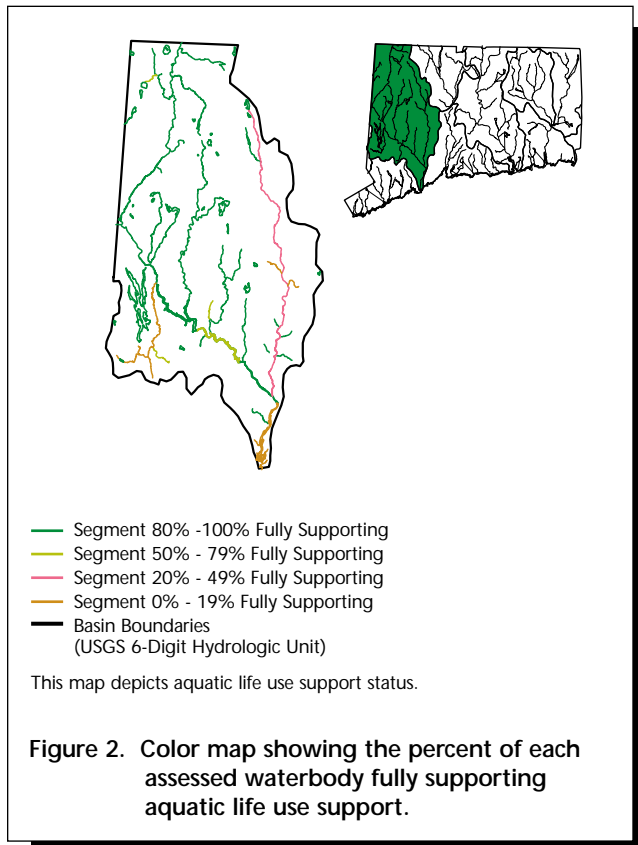 Segment 80% -100% Fully Supporting
Segment 50% - 79% Fully Supporting
Segment 20% - 49% Fully Supporting
Segment 0% - 19% Fully Supporting
Basin Boundaries
(USGS 6-Digit Hydrologic Unit)
This map depicts aquatic life use support status.
Figure 2. Color map showing the percent of each
assessed waterbody fully supporting
aquatic life use support.